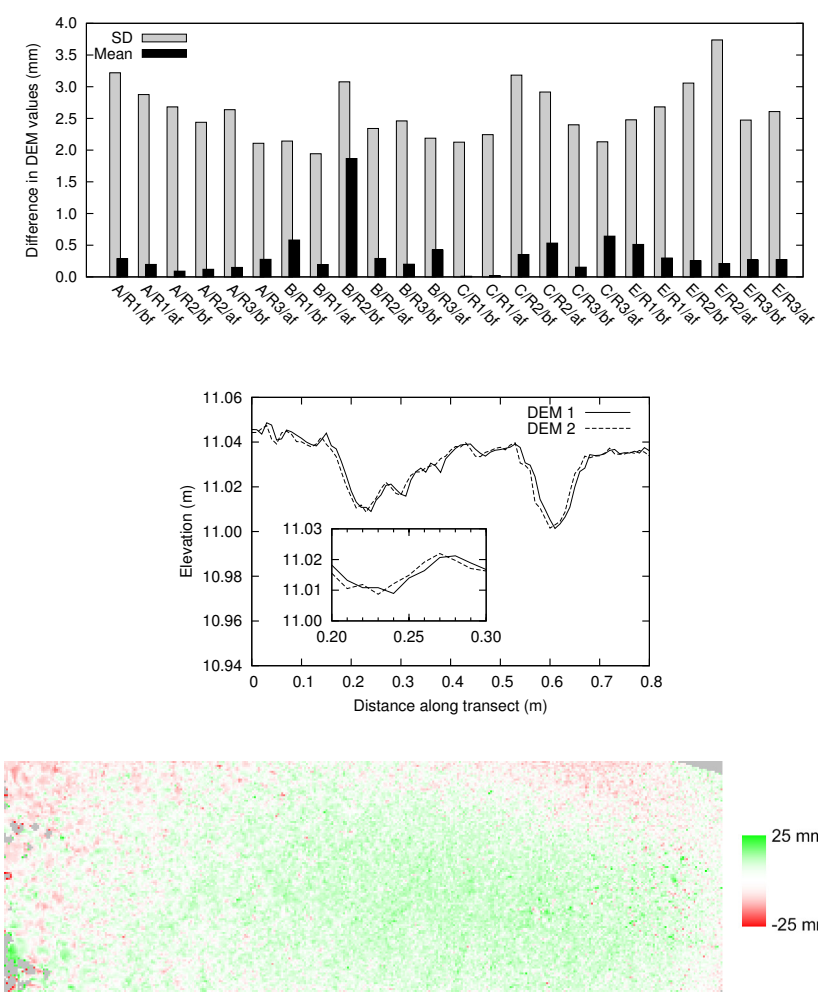 4.0
SD
Mean
3.5
3.0
2.5
2.0
1.5
1.0
0.5
0.0
Difference in DEM values (mm)
A/R1/bf A/R1/af A/R2/bf A/R2/af A/R3/bf A/R3/af B/R1/bf B/R1/af B/R2/bf B/R2/af B/R3/bf B/R3/af C/R1/bf C/R1/af C/R2/bf C/R2/af C/R3/bf C/R3/af E/R1/bf E/R1/af E/R2/bf E/R2/af E/R3/bf E/R3/af
11.06
DEM 1
DEM 2
11.04
11.02
11.00
10.98
10.96
10.94
Elevation (m)
11.03
11.02
11.01
11.00
0.20 0.25 0.30
0 0.1 0.2 0.3 0.4 0.5 0.6 0.7 0.8
Distance along transect (m)
25 mm
-25 mm